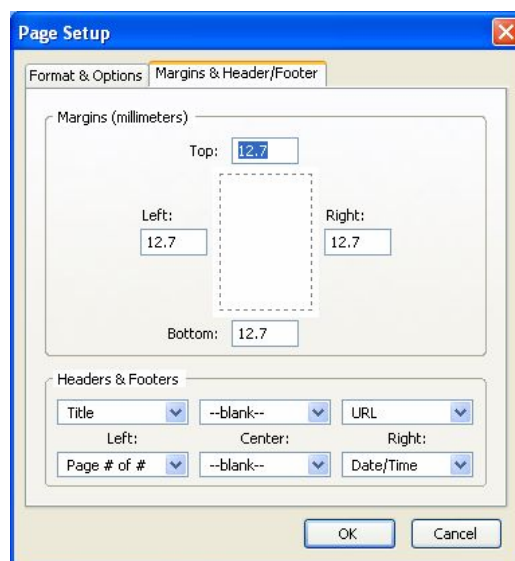 Page Setup
Format & Options Margins & Header/Footer
Margins (millimeters)
Top: 12.7
Left: Right:
12.7 12.7
Bottom: 12.7
Headers & Footers
Title --blank-- URL
Left: Center: Right:
Page # of # --blank-- Date/Time
OK Cancel